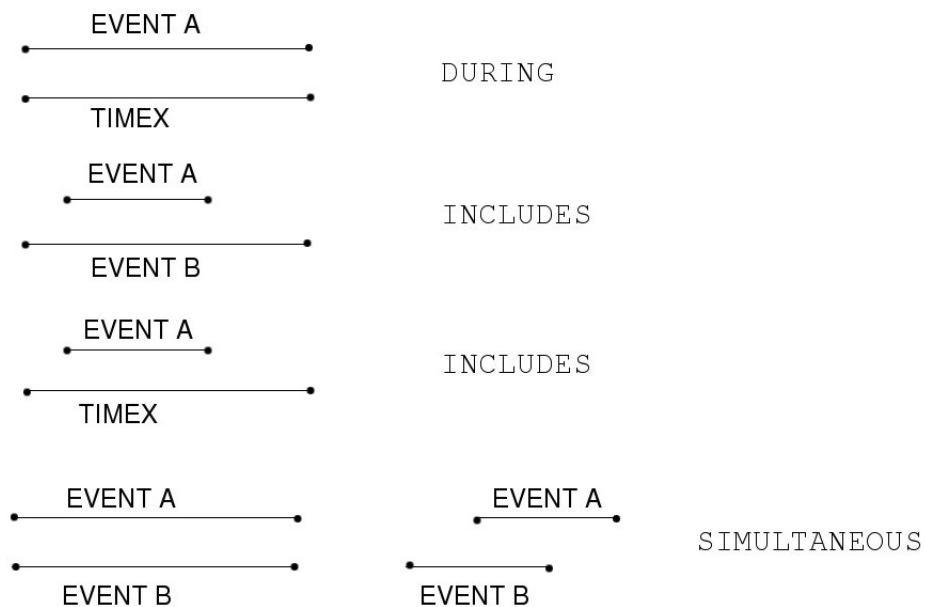 EVENT A
DURING
TIMEX
EVENT A
INCLUDES
EVENT B
EVENT A
INCLUDES
TIMEX
EVENT A
EVENT A
SIMULTANEOUS
EVENT B
EVENT B